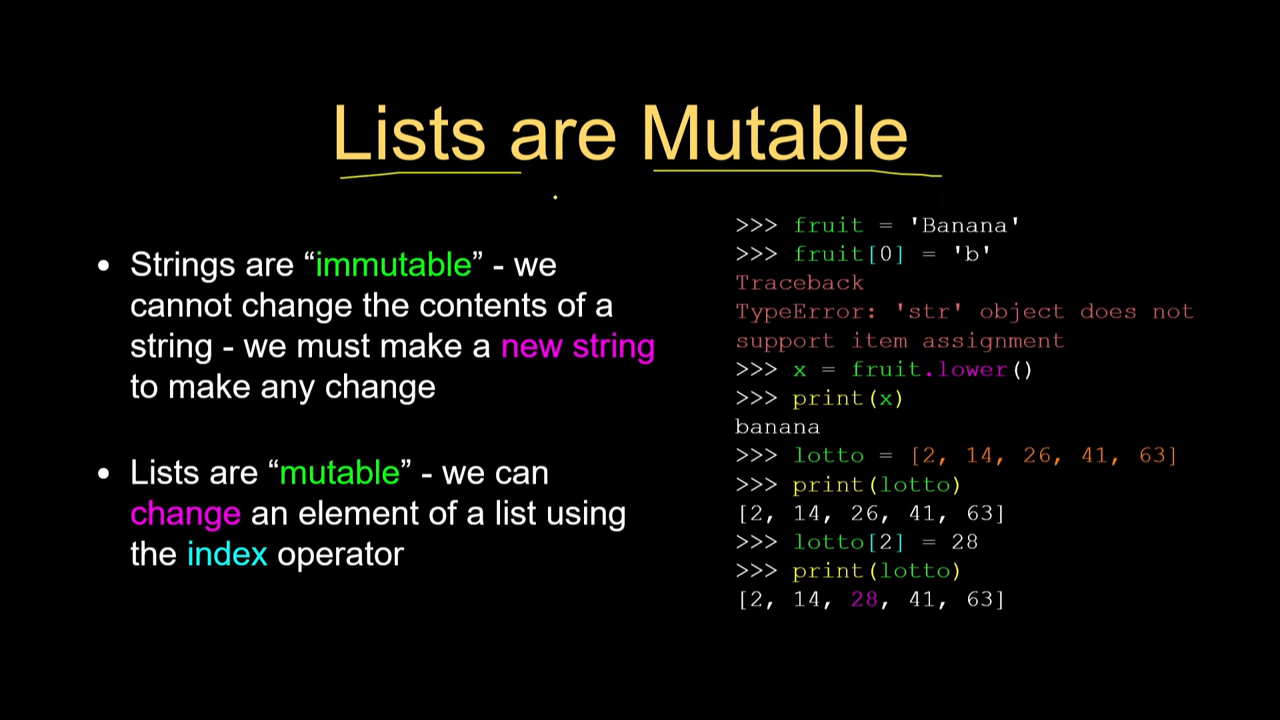 Lists are Mutable
• Strings are “immutable” - we
cannot change the contents of a
string - we must make a new string
to make any change
• Lists are “mutable” - we can
change an element of a list using
the index operator
>>> fruit = 'Banana'
>>> fruit[0] = 'b'
Traceback
TypeError: 'str' object does not
support item assignment
>>> x = fruit.lower()
>>> print(x)
banana
>>> lotto = [2, 14, 26, 41, 63]
>>> print(lotto)
[2, 14, 26, 41, 63]
>>> lotto[2] = 28
>>> print(lotto)
[2, 14, 28, 41, 63]